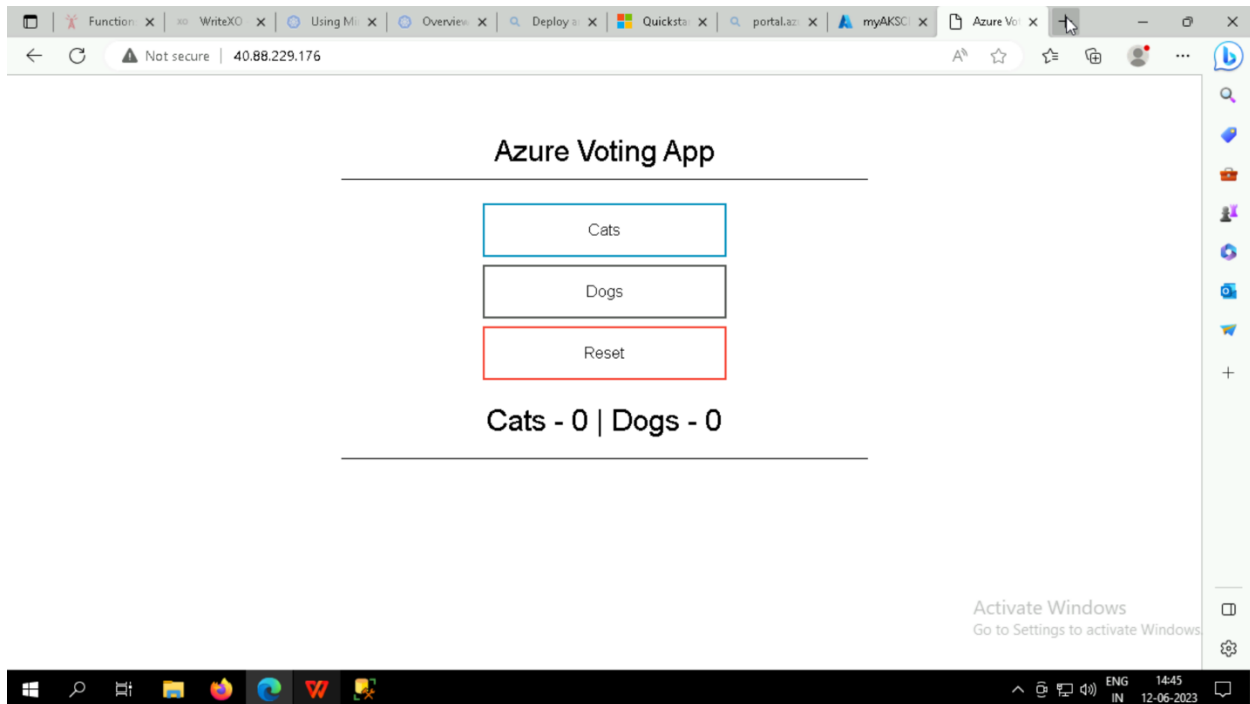 Function
WriteXO
Using Mi
Overview
Deploy a
Quicksta
portal.az
myAKSC
Azure Vo
Not secure | 40.88.229.176
Azure Voting App
Cats
Dogs
Reset
Cats - 0 | Dogs - 0
Activate Windows
Go to Settings to activate Windows.
ENG 14:45
IN 12-06-2023